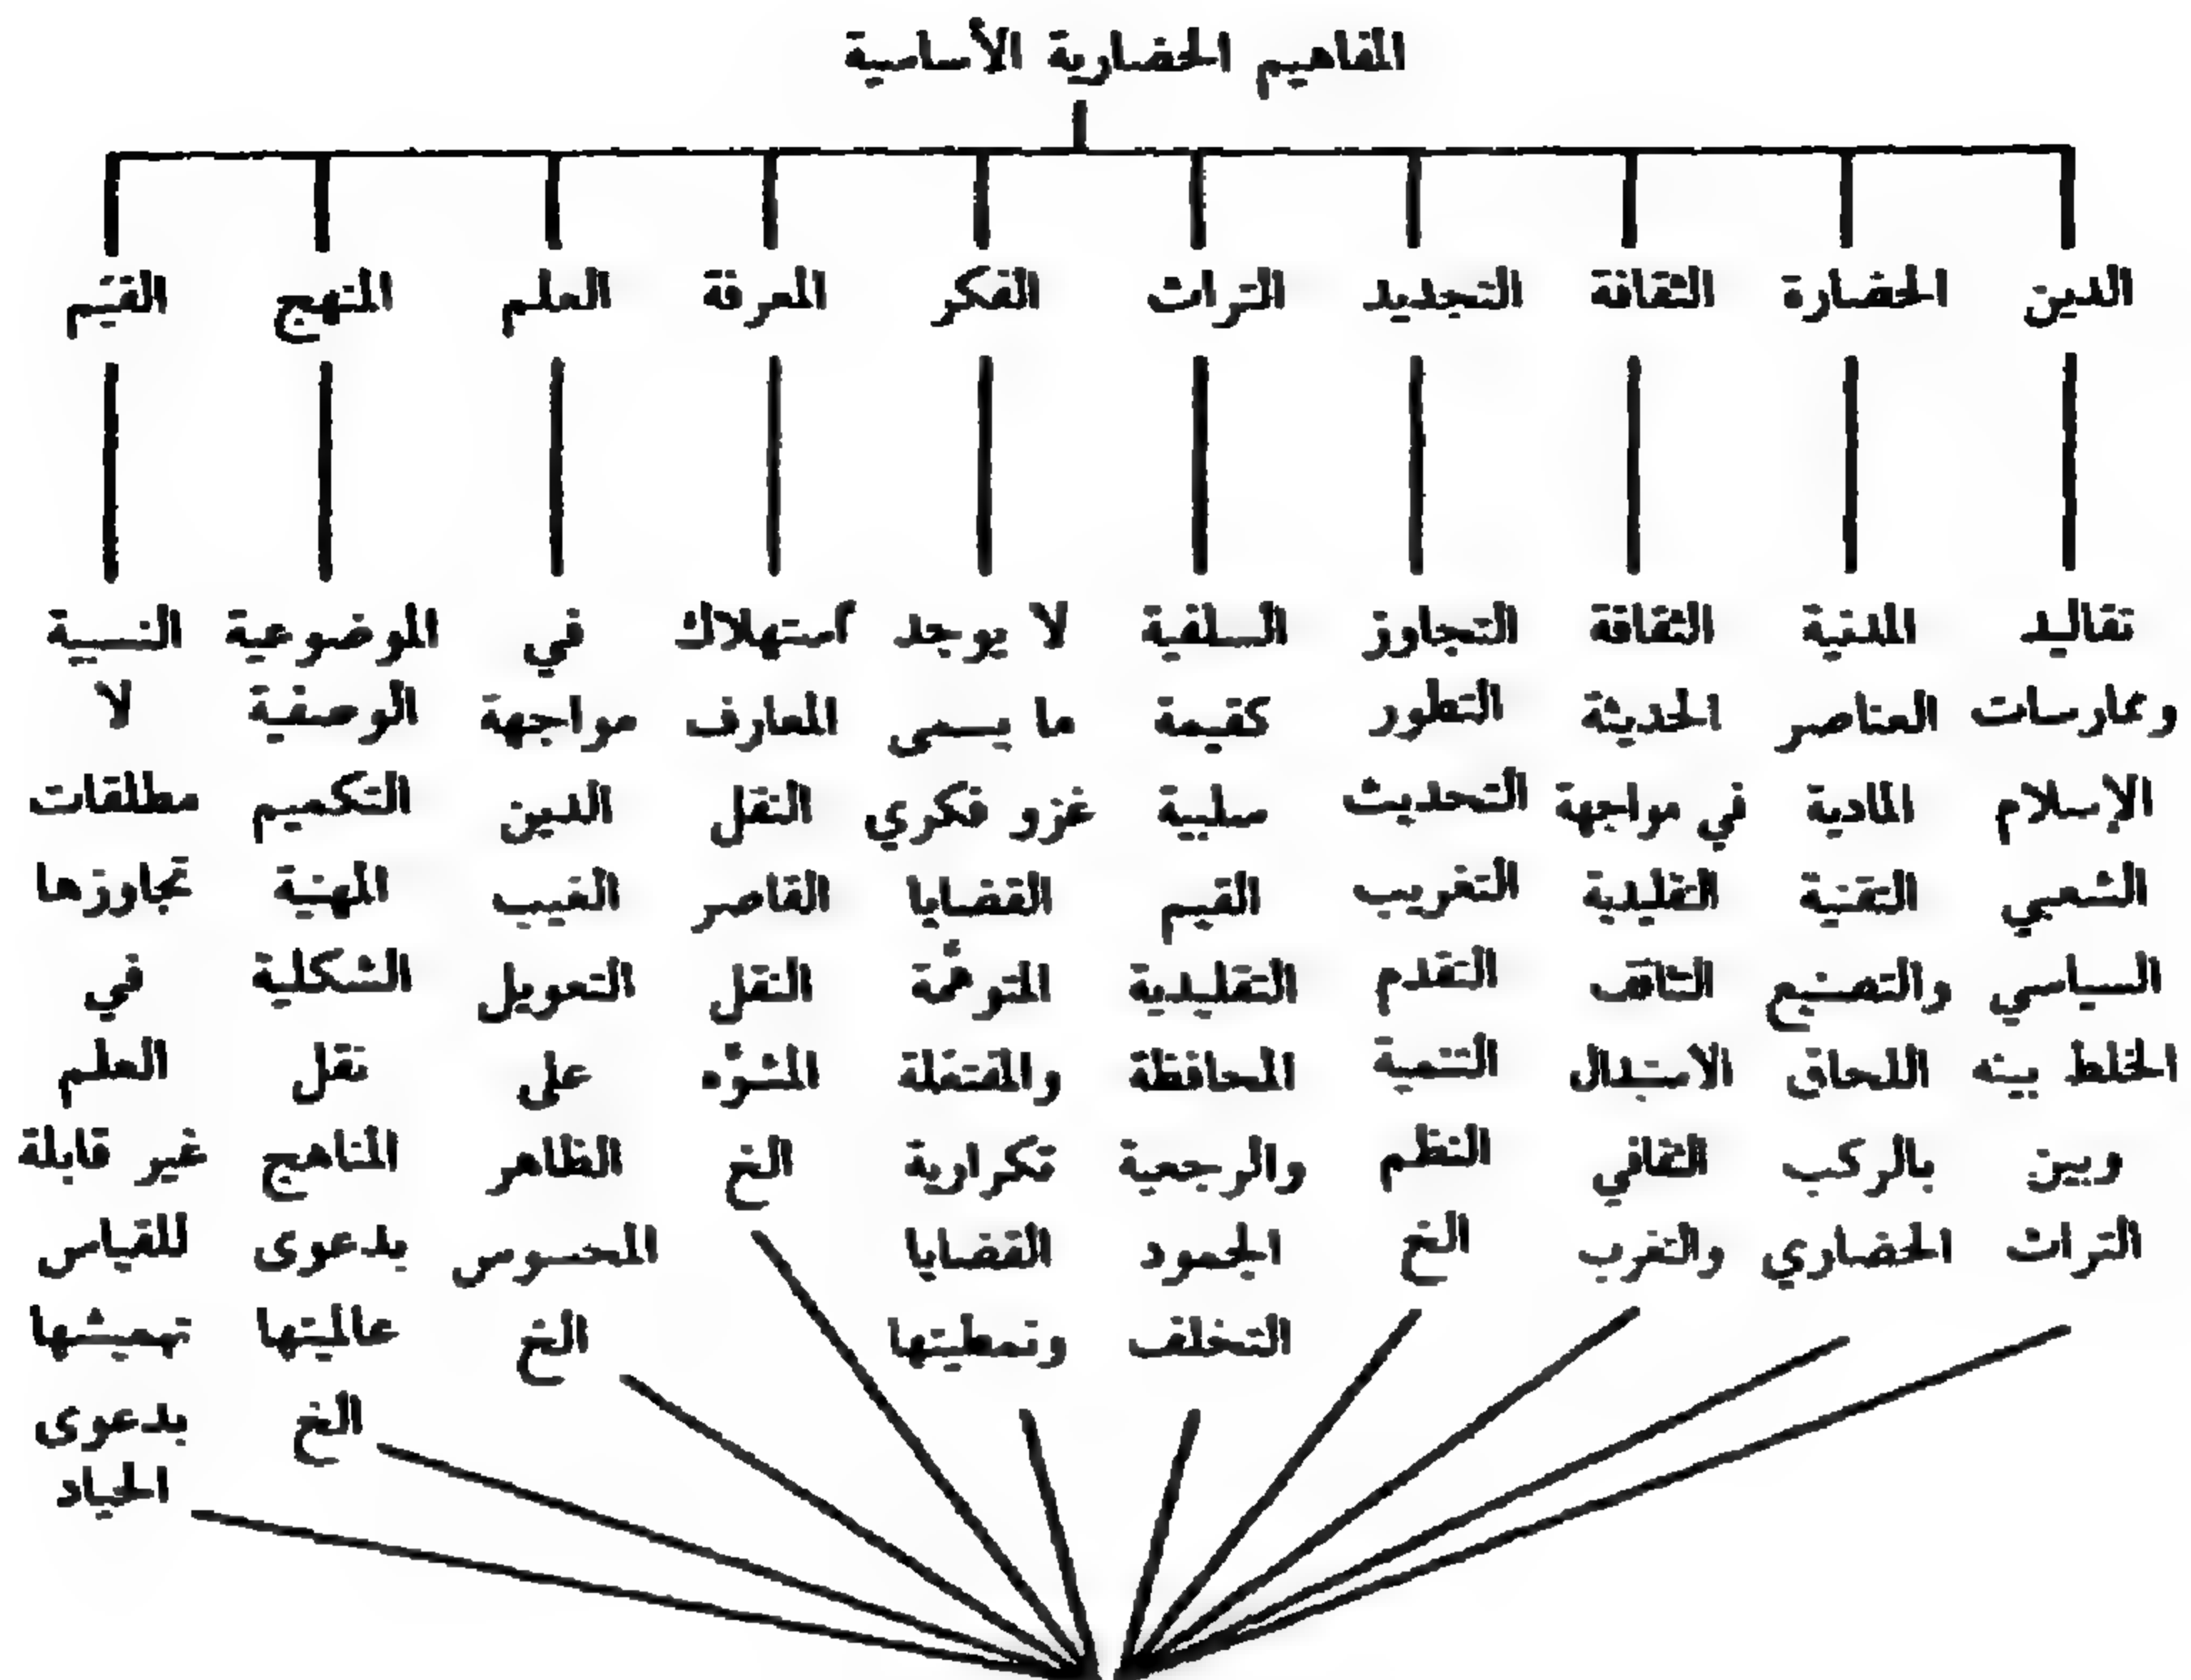 المفاهيم الحضارية الأساسية
الدين الحضارة الثقافة التجديد التراث الفكر المعرفة العلم المنهج القيم
تقاليد المدنية الثقافة التجاوز السلفية لا يوجد استهلاك في الموضوعية النسبية
وممارسات العناصر الحديثة التطور كقيمة ما يسمى المعارف مواجهة الوصفية لا
الإسلام المادية في مواجهة التحديث سلبية غزو فكري النقل الدين التكميم مطلقات
الشعبي التقنية التقليدية التغريب القيم القضايا القاصر الغيب المهنية تجاوزها
السياسي والتصنيع التثاقف التقدم التقليدية المتوهمة النقل التعويل الشكلية في
الخلط بينه اللحاق الاستبدال التنمية المحافظة والمفتعلة المشوّه على نقل العلم
وبين بالركب الثقافي النظم والرجعية تكرارية الخ الظاهر المناهج غير قابلة
التراث الحضاري والتغرب الخ الجمود القضايا المحسوس بدعوى للقياس
التخلف ونمطيتها الخ عالميتها تهميشها
الخ بدعوى
الحياد